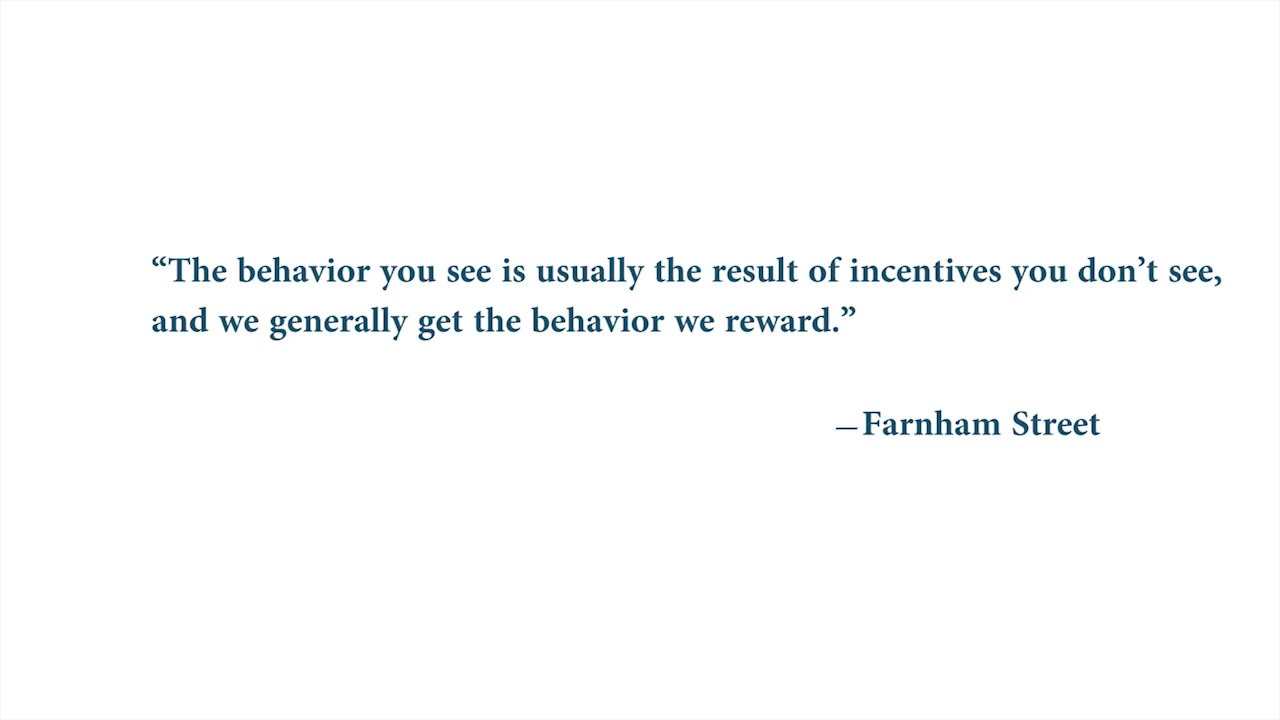 “The behavior you see is usually the result of incentives you don’t see,
and we generally get the behavior we reward.”
—Farnham Street